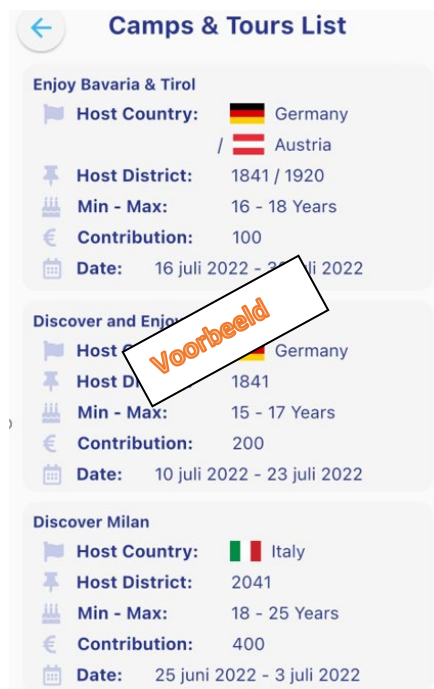 Camps & Tours List
Enjoy Bavaria & Tirol
Host Country: Germany
/ Austria
Host District: 1841 / 1920
Min - Max: 16 - 18 Years
€ Contribution: 100
Date: 16 juli 2022 - li 2022
Discover and Enjo
Voorbeeld
Host Germany
Host Di 1841
Min - Max: 15 - 17 Years
€ Contribution: 200
Date: 10 juli 2022 - 23 juli 2022
Discover Milan
Host Country: Italy
Host District: 2041
Min - Max: 18 - 25 Years
€ Contribution: 400
Date: 25 juni 2022 - 3 juli 2022